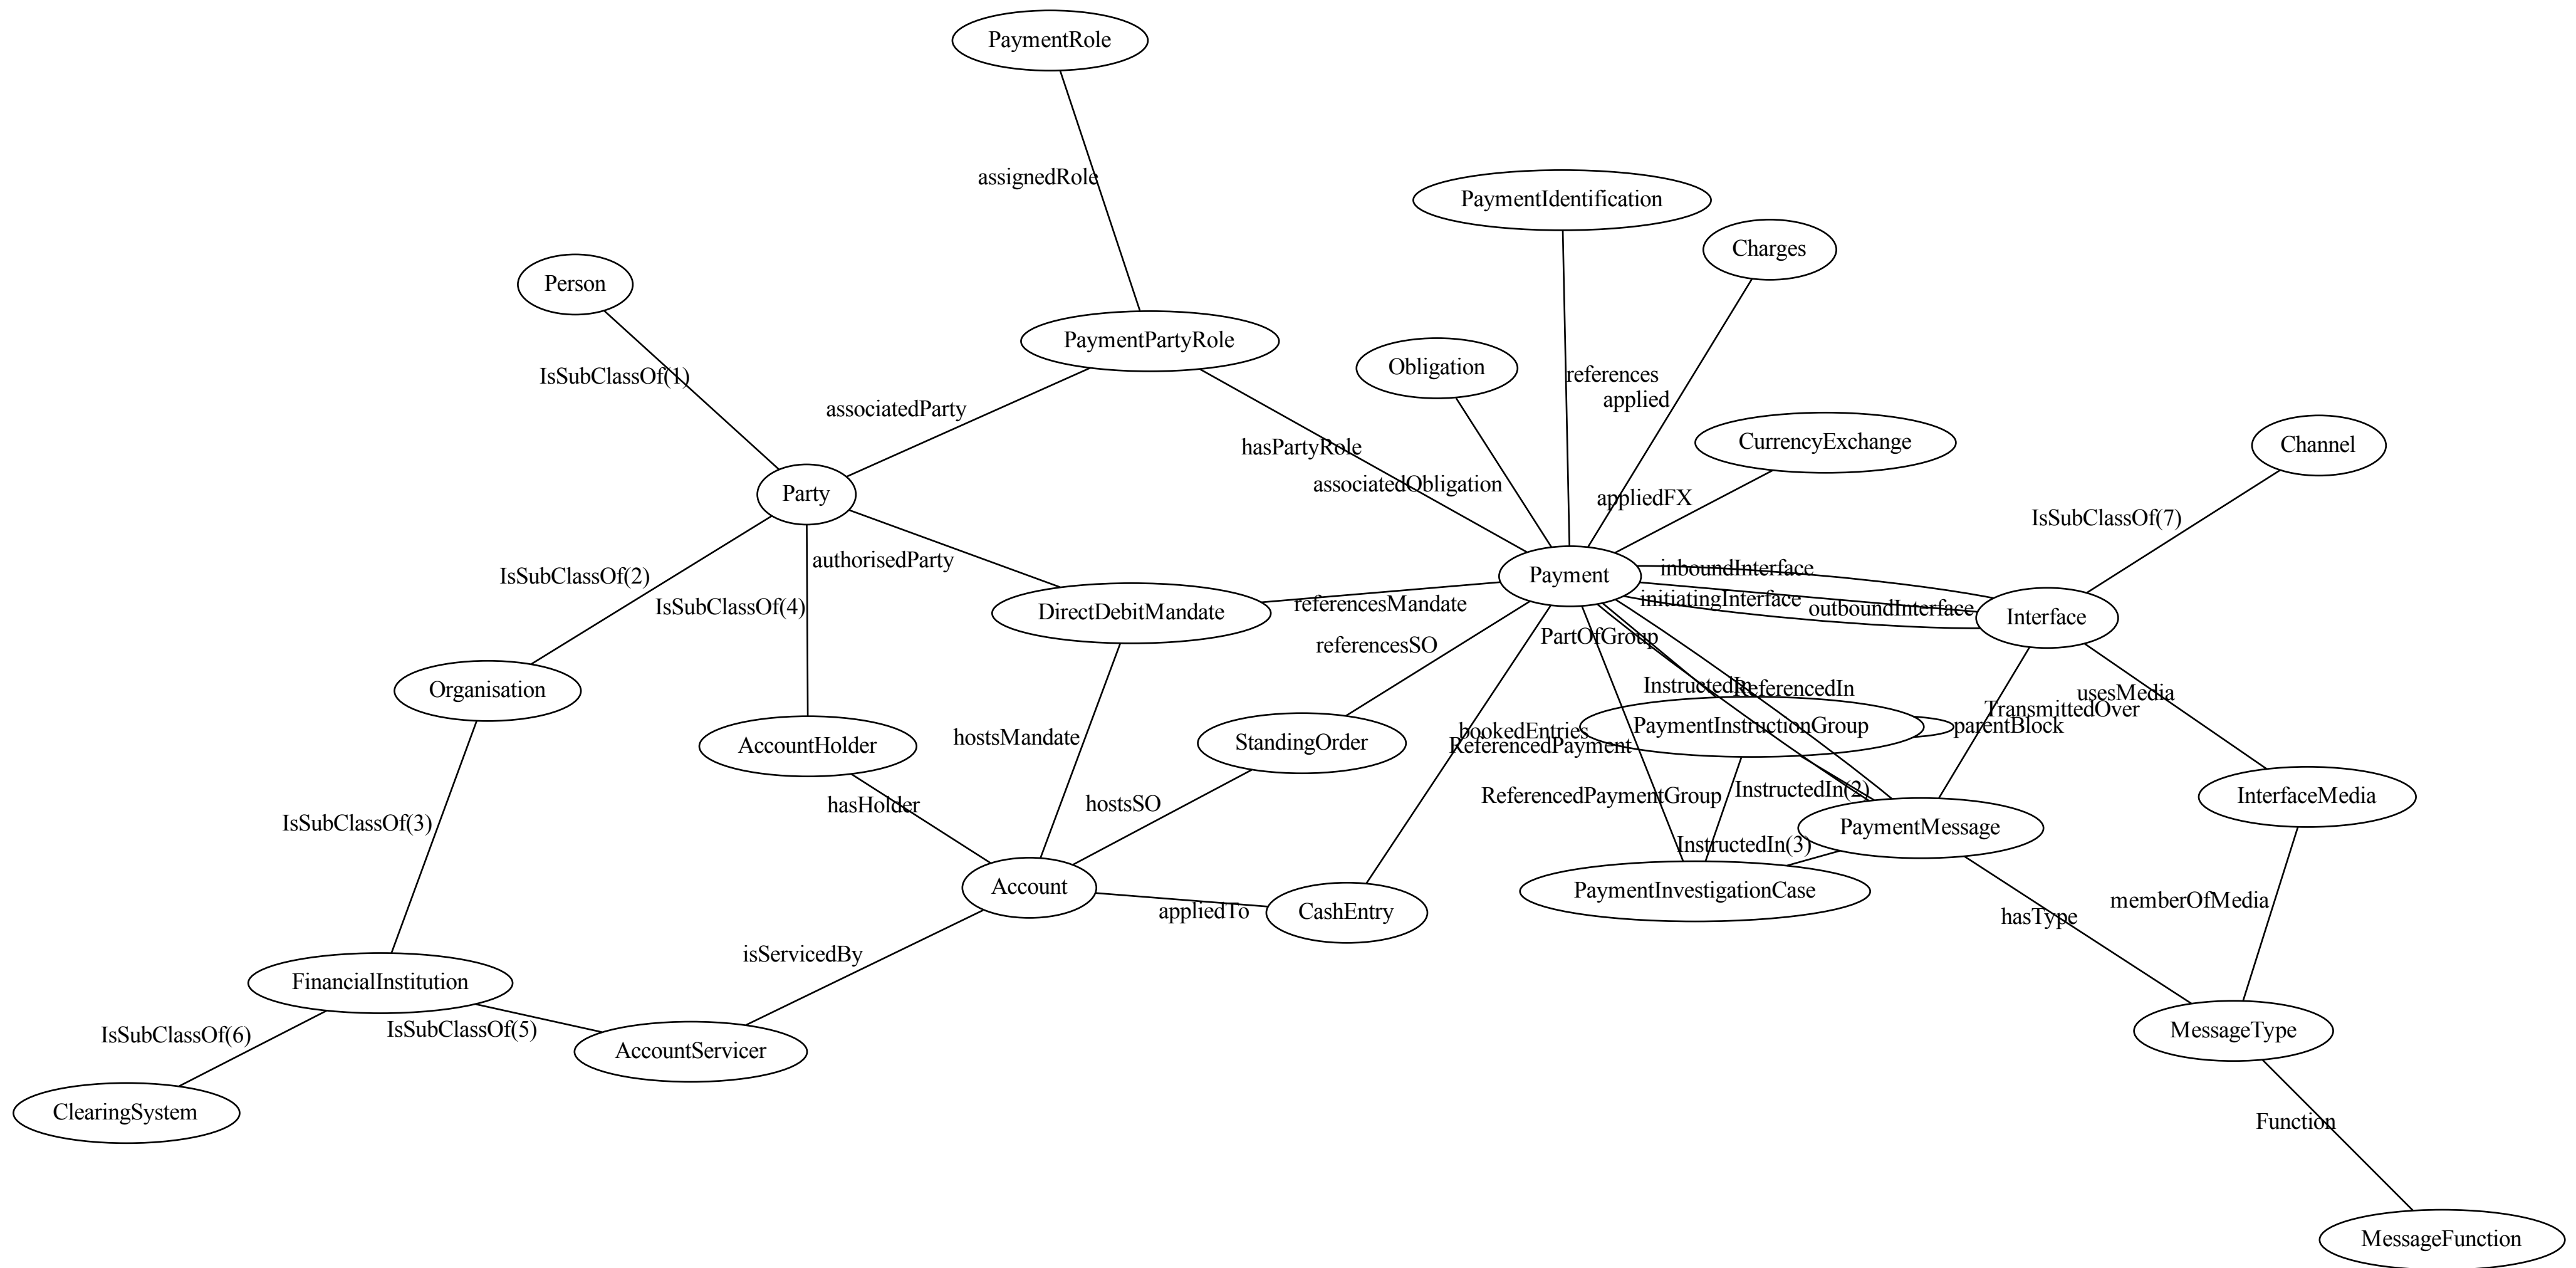 PaymentRole
assignedRole
PaymentIdentification
Charges
Person
PaymentPartyRole
Obligation
IsSubClassOf(1)
references
applied
associatedParty
hasPartyRole
CurrencyExchange
Channel
Party
associatedObligation
appliedFX
IsSubClassOf(7)
authorisedParty
IsSubClassOf(2)
IsSubClassOf(4)
Payment
inboundInterface
initiatingInterface
outboundInterface
Interface
DirectDebitMandate
referencesMandate
PartOfGroup
referencesSO
Organisation
InstructedIn
ReferencedIn
usesMedia
TransmittedOver
AccountHolder
hostsMandate
StandingOrder
bookedEntries
ReferencedPayment
PaymentInstructionGroup
parentBlock
hasHolder
hostsSO
ReferencedPaymentGroup
InstructedIn(2)
InterfaceMedia
IsSubClassOf(3)
PaymentMessage
InstructedIn(3)
Account
appliedTo
CashEntry
PaymentInvestigationCase
hasType
memberOfMedia
isServicedBy
FinancialInstitution
IsSubClassOf(6)
IsSubClassOf(5)
AccountServicer
MessageType
ClearingSystem
Function
MessageFunction